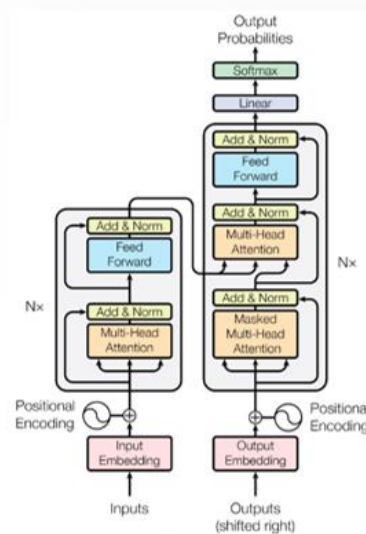 Output
Probabilities
Softmax
Linear
Add & Norm
Feed
Forward
Add & Norm
Multi-Head
Attention
Nx
Add & Norm
Masked
Multi-Head
Attention
Add & Norm
Feed
Forward
Nx
Add & Norm
Multi-Head
Attention
Positional
Encoding
Positional
Encoding
Input
Embedding
Output
Embedding
Inputs
Outputs
(shifted right)